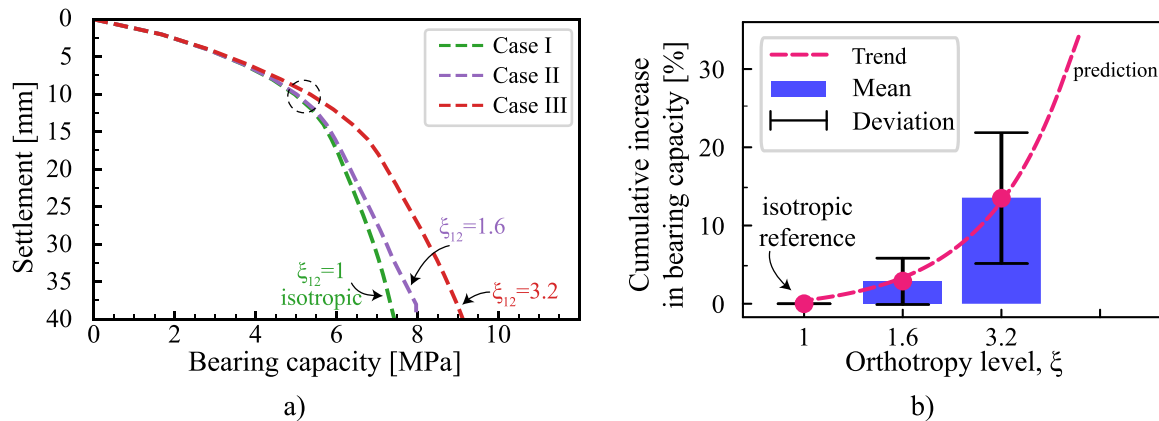 0
5
10
15
20
25
30
35
40
Settlement [mm]
0
2
4
6
8
10
Bearing capacity [MPa]
Case I
Case II
Case III
ξ₁₂=1.6
ξ₁₂=1
isotropic
ξ₁₂=3.2
a)
Cumulative increase
in bearing capacity [%]
30
20
10
0
Trend
Mean
Deviation
prediction
isotropic
reference
1
1.6
3.2
Orthotropy level, ξ
b)